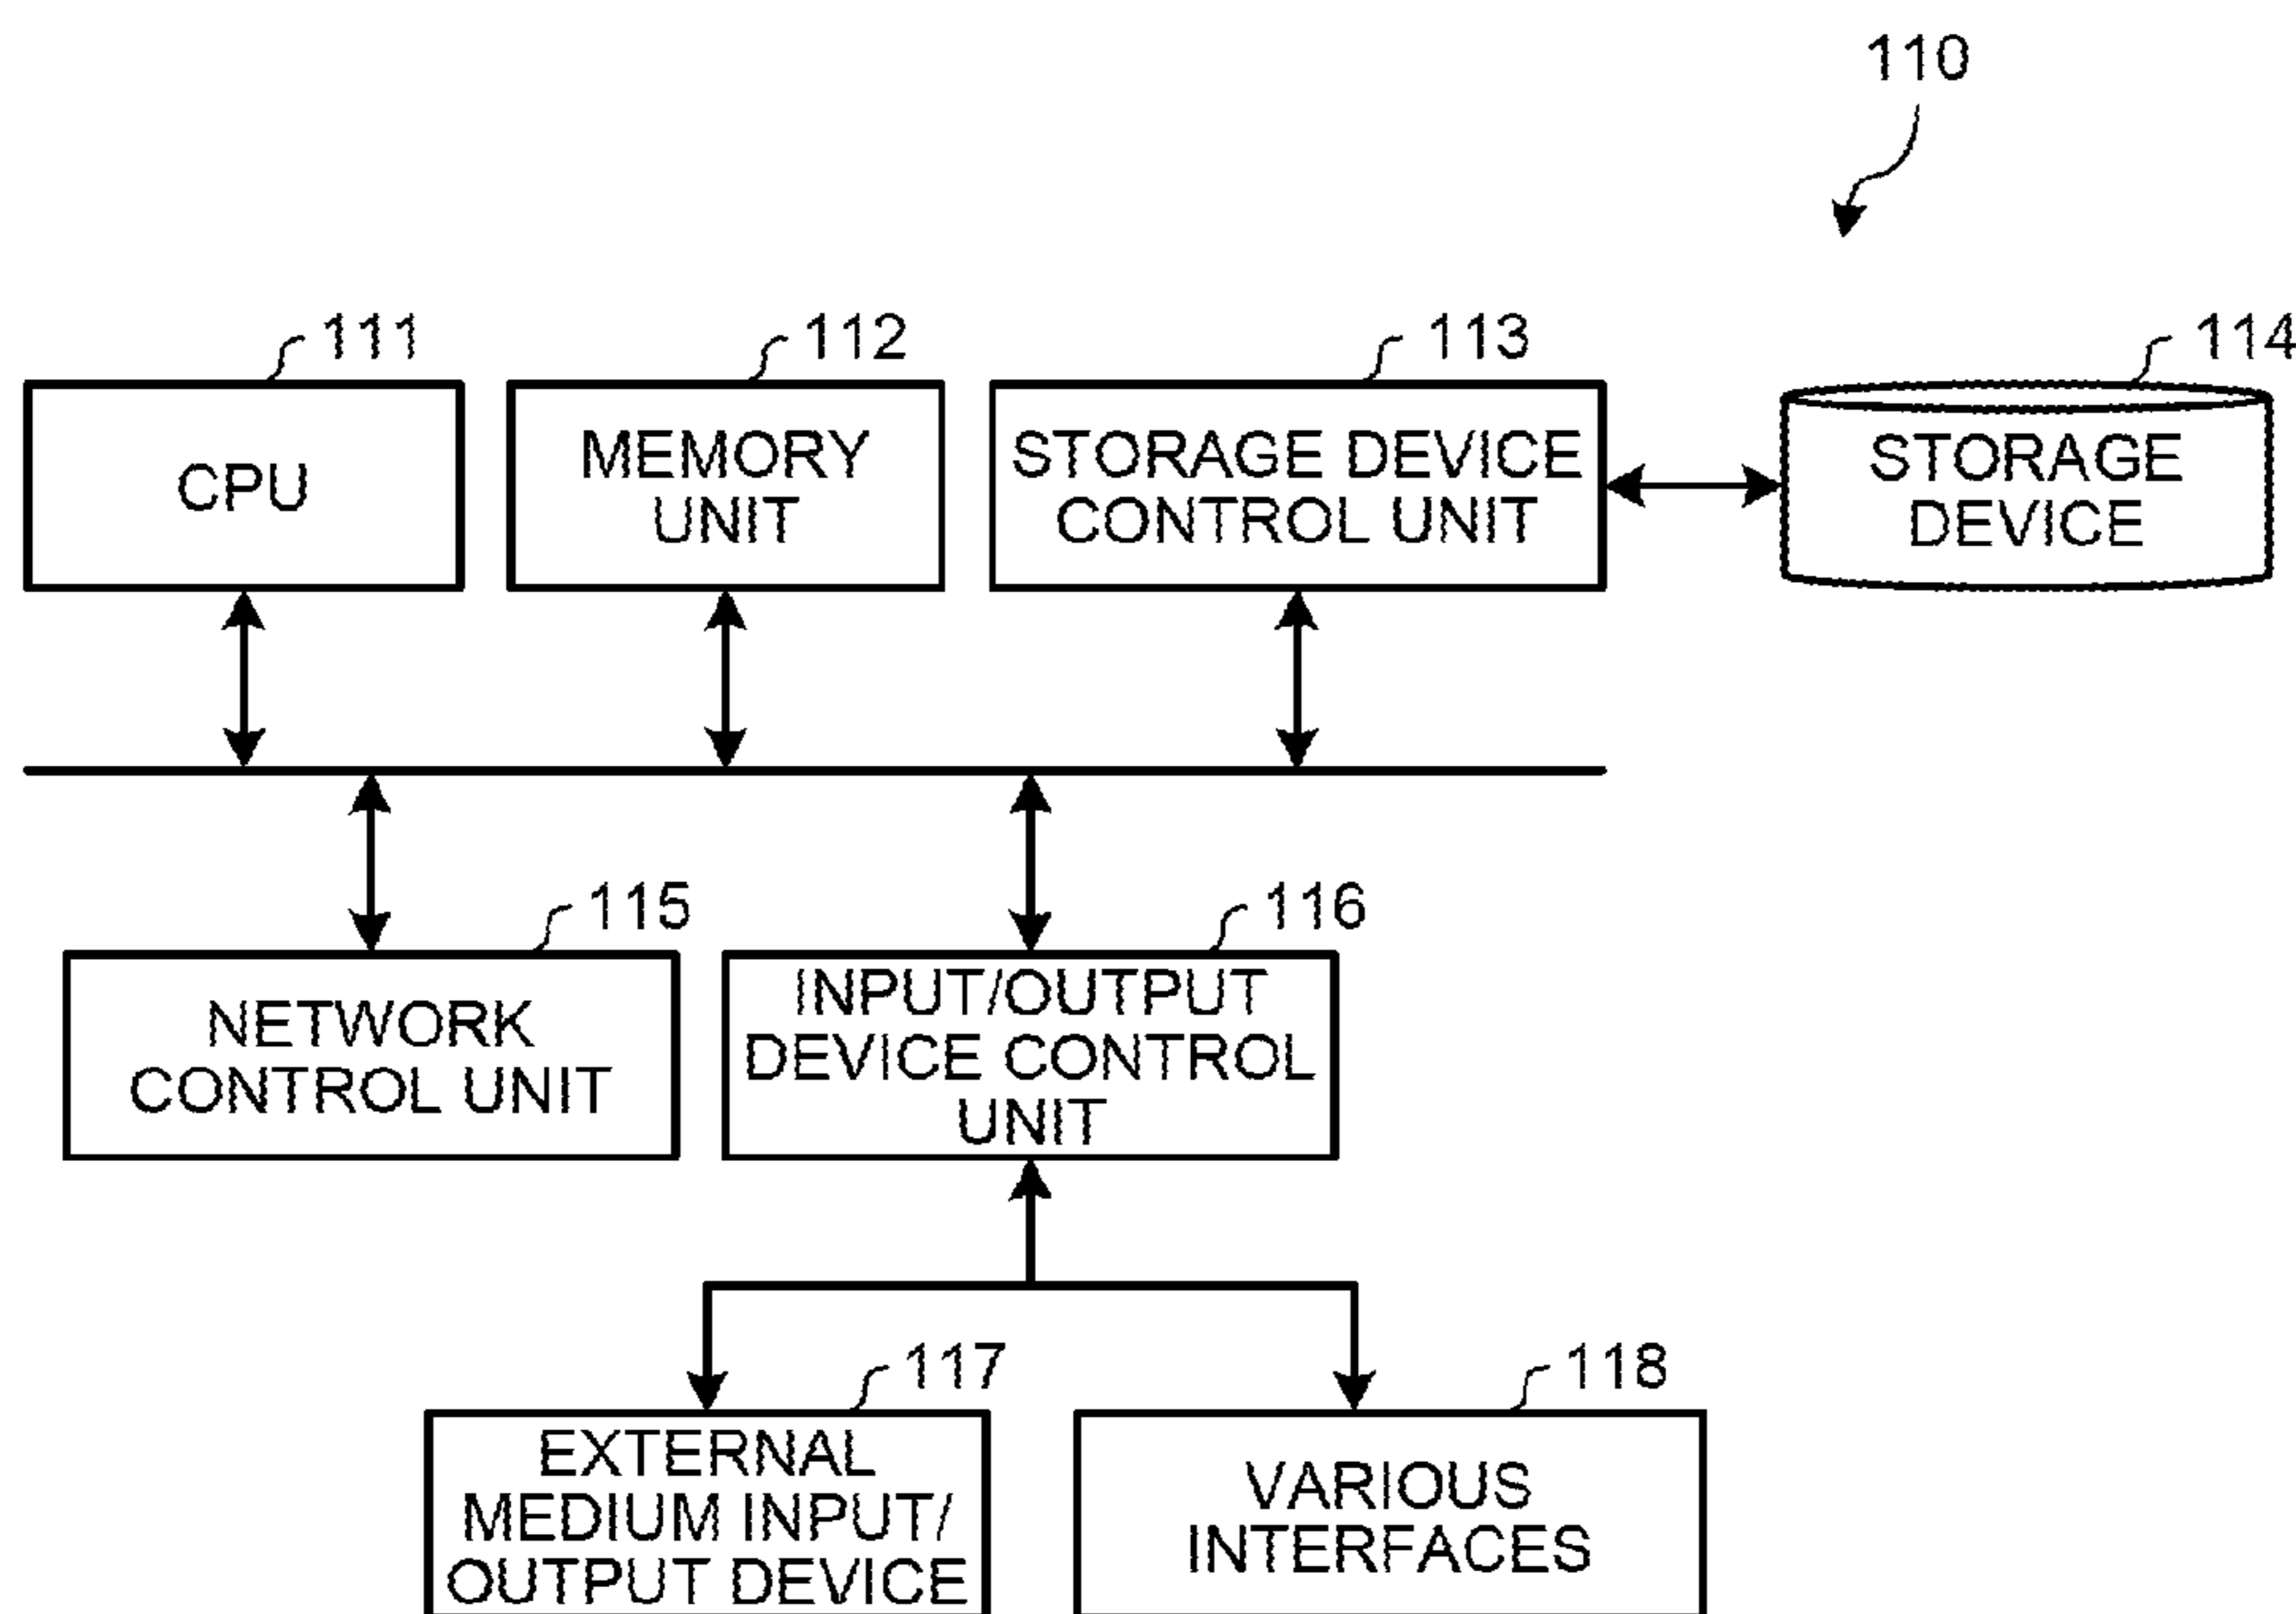 110
111
112
113
114
CPU
MEMORY
UNIT
STORAGE DEVICE
CONTROL UNIT
STORAGE
DEVICE
115
116
NETWORK
CONTROL UNIT
INPUT/OUTPUT
DEVICE CONTROL
UNIT
117
118
EXTERNAL
MEDIUM INPUT/
OUTPUT DEVICE
VARIOUS
INTERFACES